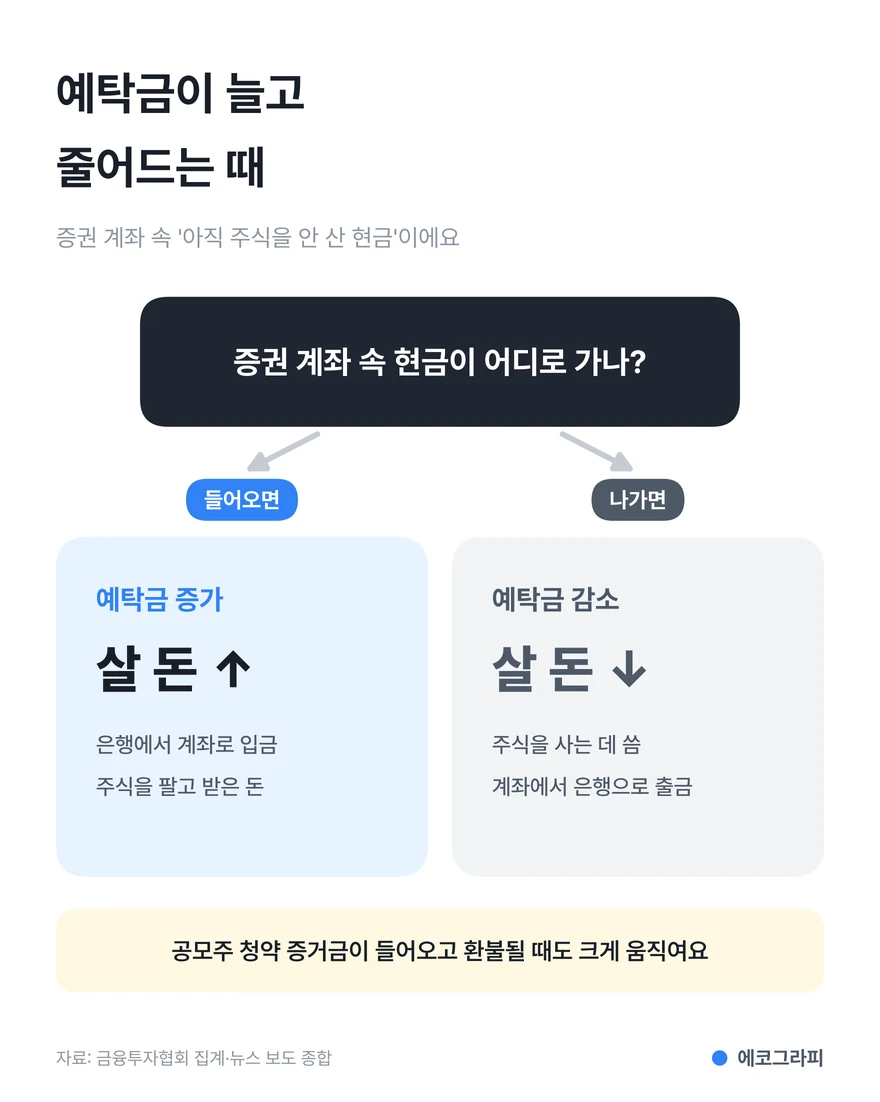 예탁금이 늘고
줄어드는 때
증권 계좌 속 '아직 주식을 안 산 현금'이에요
증권 계좌 속 현금이 어디로 가나?
들어오면
나가면
예탁금 증가
살 돈 ↑
은행에서 계좌로 입금
주식을 팔고 받은 돈
예탁금 감소
살 돈 ↓
주식을 사는 데 씀
계좌에서 은행으로 출금
공모주 청약 증거금이 들어오고 환불될 때도 크게 움직여요
자료: 금융투자협회 집계·뉴스 보도 종합
에코그라피